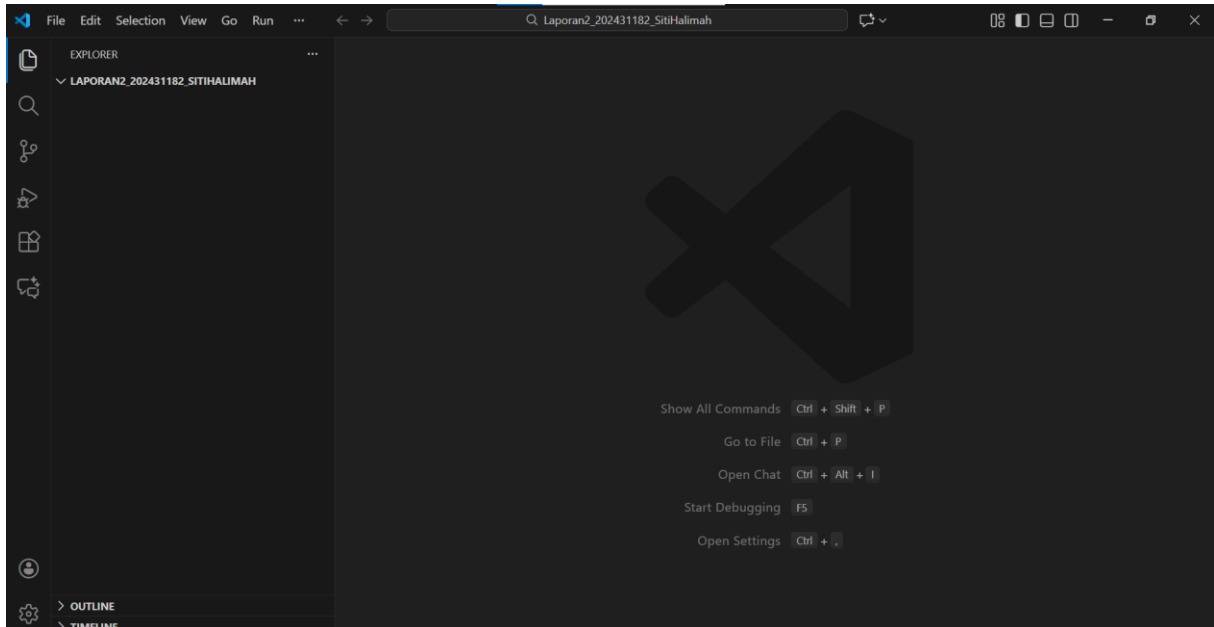 File Edit Selection View Go Run ··· Laporan2_202431182_SitiHalimah
EXPLORER ···
LAPORAN2_202431182_SITIHALIMAH
Show All Commands Ctrl + Shift + P
Go to File Ctrl + P
Open Chat Ctrl + Alt + I
Start Debugging F5
Open Settings Ctrl + ,
OUTLINE
TIMELINE